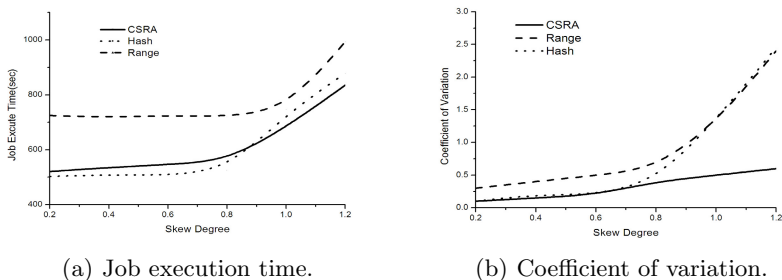 CSRA
Hash
Range
1100
1000
800
600
400
Job Excute Time(sec)
0.2 0.4 0.6 0.8 1.0 1.2
Skew Degree
(a) Job execution time.
CSRA
Range
Hash
3.0
2.5
2.0
1.5
1.0
0.5
0.0
Coefficient of Variation
0.2 0.4 0.6 0.8 1.0 1.2
Skew Degree
(b) Coefficient of variation.